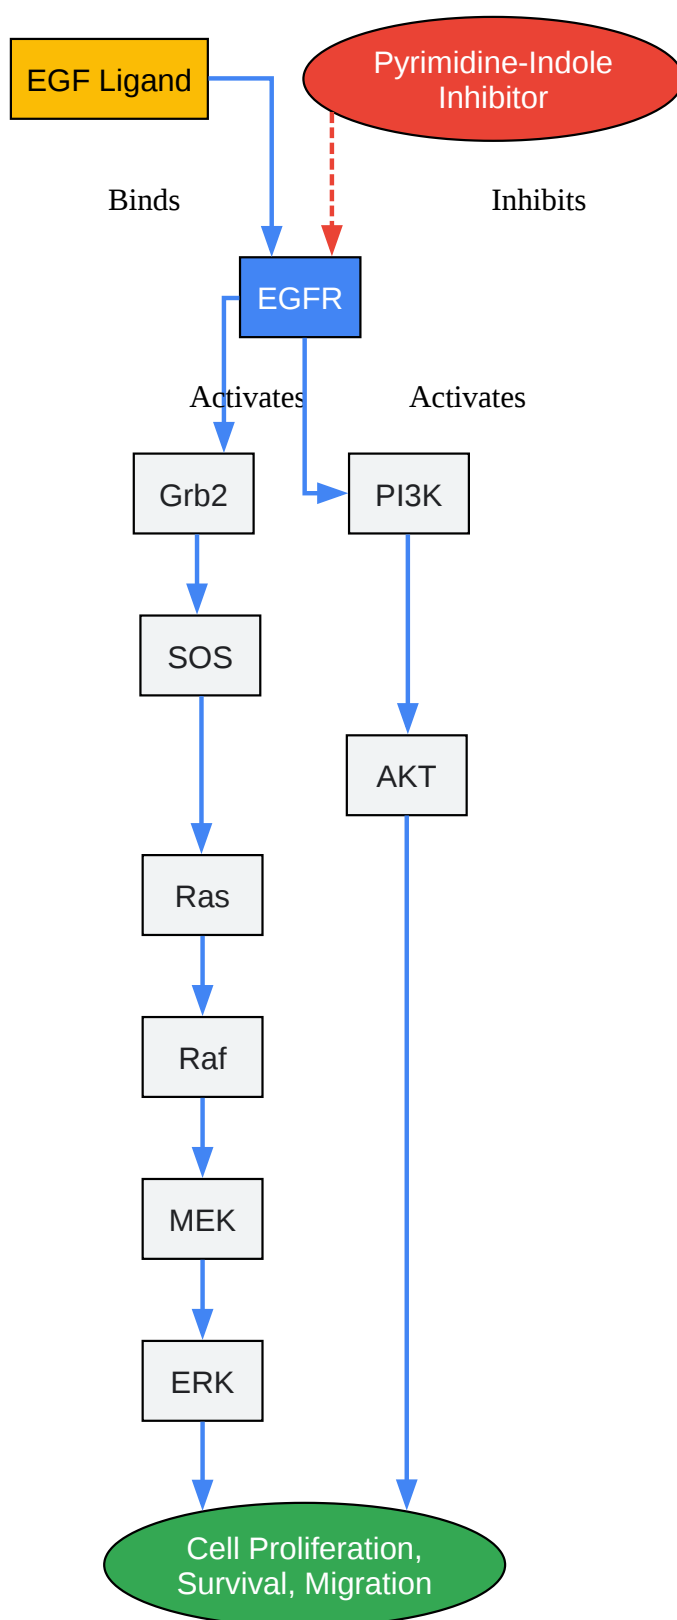 EGF Ligand
Pyrimidine-Indole
Inhibitor
Binds
Inhibits
EGFR
Activates
Activates
Grb2
PI3K
SOS
AKT
Ras
Raf
MEK
ERK
Cell Proliferation,
Survival, Migration